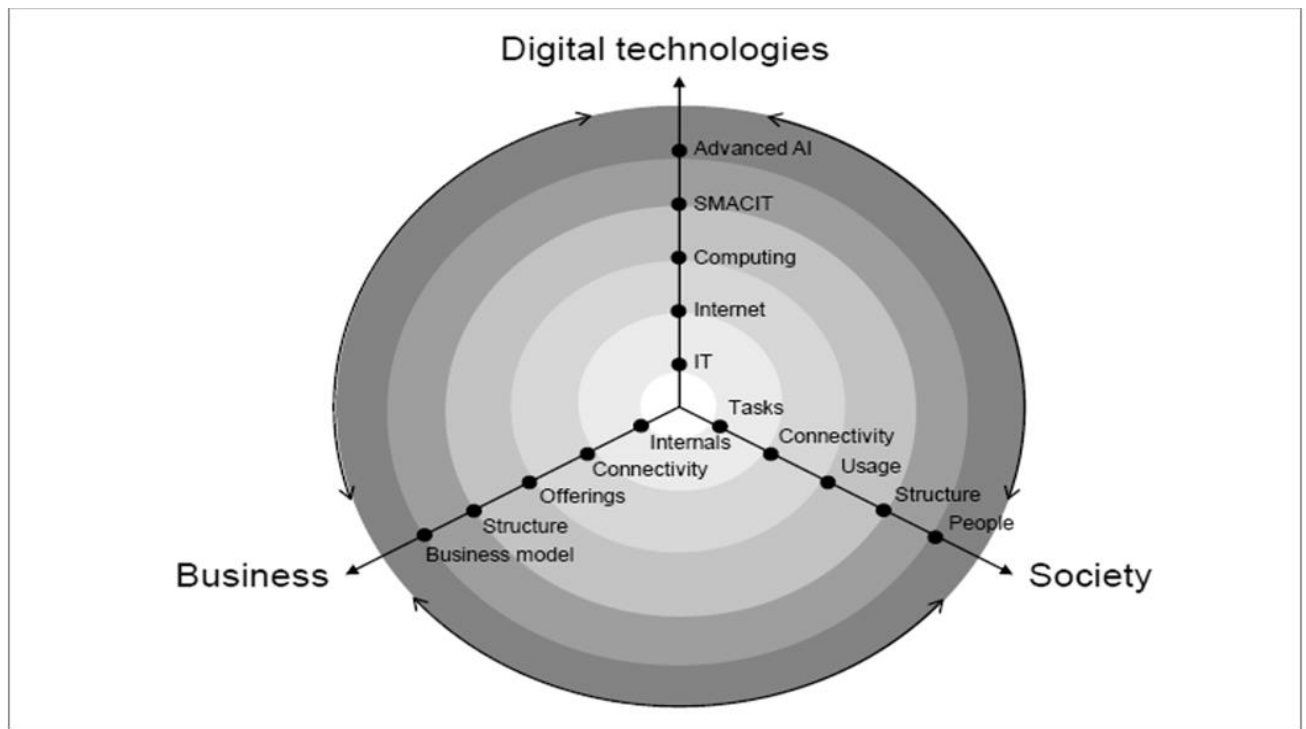 Digital technologies
Advanced AI
SMACIT
Computing
Internet
IT
Tasks
Internals
Connectivity
Connectivity
Usage
Offerings
Structure
Structure
People
Business model
Business
Society